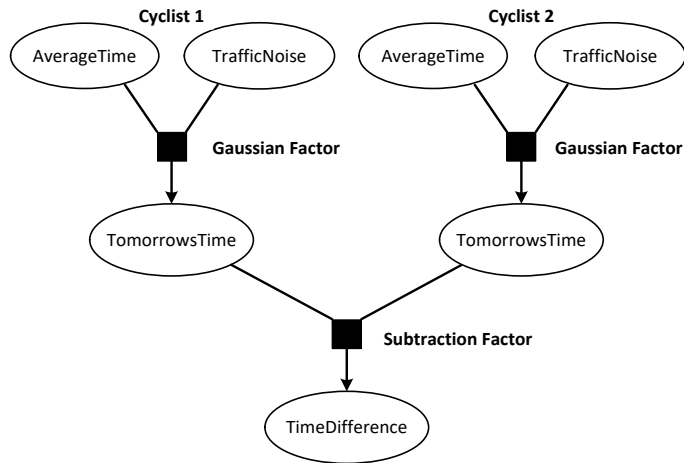 Cyclist 1
Cyclist 2
AverageTime
TrafficNoise
AverageTime
TrafficNoise
Gaussian Factor
Gaussian Factor
TomorrowsTime
TomorrowsTime
Subtraction Factor
TimeDifference